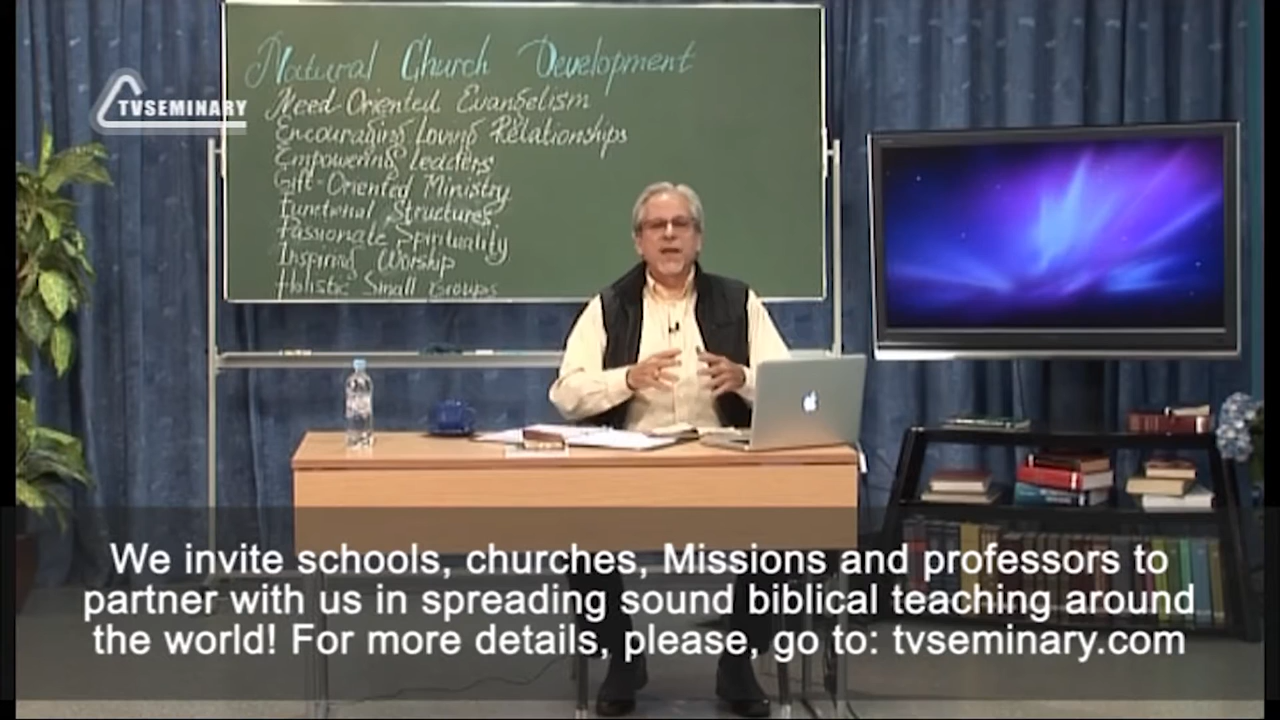 Natural Church Development
TVSEMINARY
Need-Oriented Evangelism
Encouraging Loving Relationships
Empowering Leaders
Gift-Oriented Ministry
Functional Structures
Passionate Spirituality
Inspiring Worship
Holistic Small Groups
We invite schools, churches, Missions and professors to
partner with us in spreading sound biblical teaching around
the world! For more details, please, go to: tvseminary.com